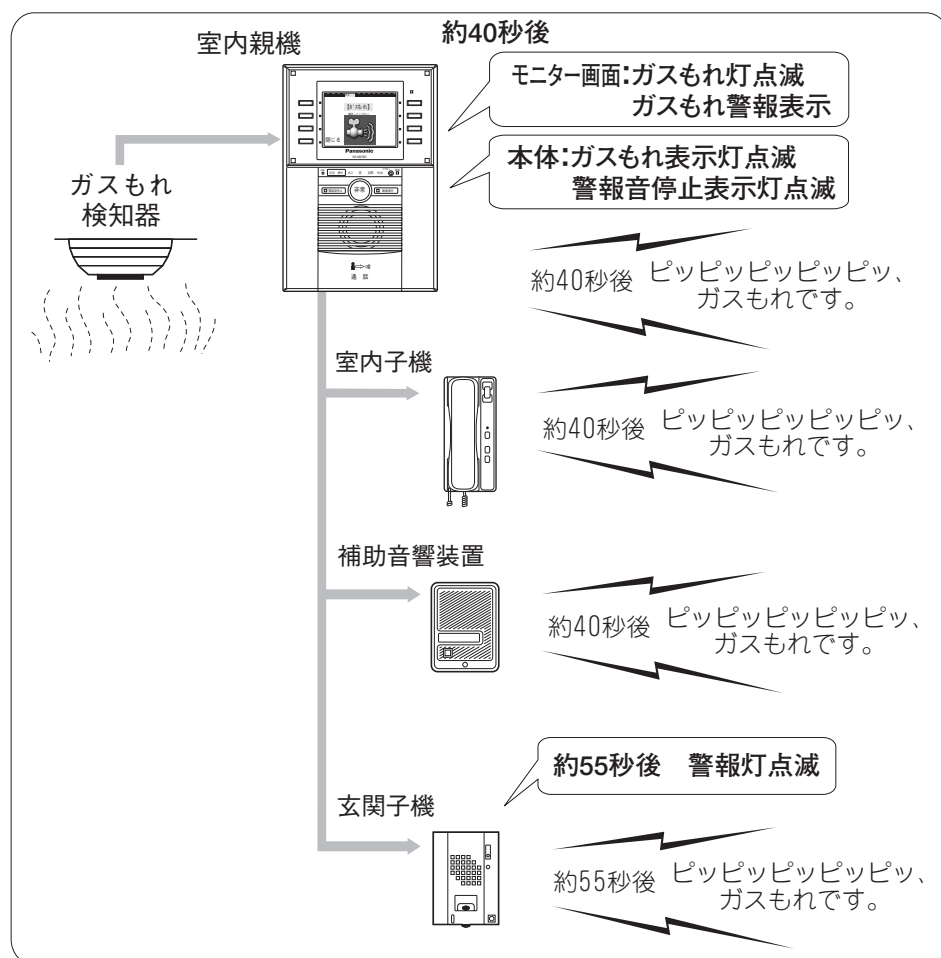 約40秒後
室内親機
モニター画面:ガスもれ灯点滅
ガスもれ警報表示
閉じる
Panasonic
本体:ガスもれ表示灯点滅
警報音停止表示灯点滅
非常
通 話
ガスもれ
検知器
約40秒後
ピッピッピッピッピッ、
ガスもれです。
室内子機
約40秒後
ピッピッピッピッピッ、
ガスもれです。
補助音響装置
約40秒後
ピッピッピッピッピッ、
ガスもれです。
約55秒後 警報灯点滅
玄関子機
約55秒後
ピッピッピッピッピッ、
ガスもれです。